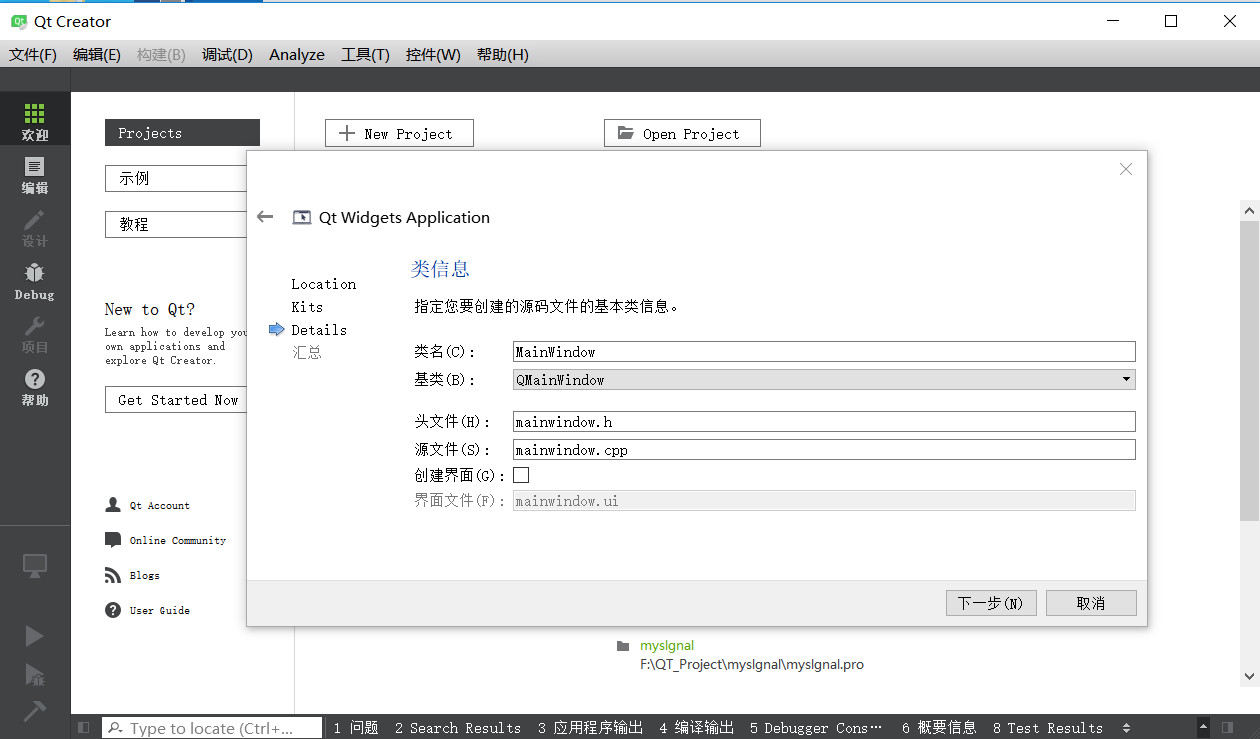 Qt Creator
文件(F) 编辑(E) 构建(B) 调试(D) Analyze 工具(T) 控件(W) 帮助(H)
欢迎
编辑
设计
Debug
项目
帮助
Projects
示例
教程
New to Qt?
Learn how to develop you
own applications and
explore Qt Creator.
Get Started Now
Qt Account
Online Community
Blogs
User Guide
New Project
Open Project
Qt Widgets Application
Location
Kits
Details
汇总
类信息
指定您要创建的源码文件的基本类信息。
类名(C): MainWindow
基类(B): QMainWindow
头文件(H): mainwindow.h
源文件(S): mainwindow.cpp
创建界面(G):
界面文件(F): mainwindow.ui
下一步(N) 取消
myslgnal
F:\QT_Project\myslgnal\myslgnal.pro
Type to locate (Ctrl+... 1 问题 2 Search Results 3 应用程序输出 4 编译输出 5 Debugger Cons… 6 概要信息 8 Test Results